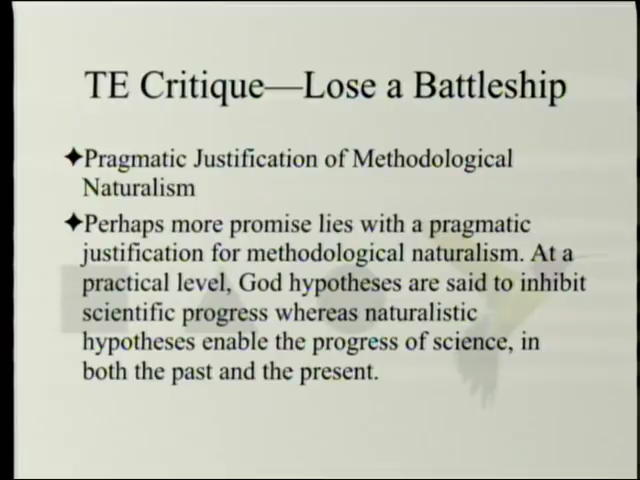 TE Critique—Lose a Battleship
✦Pragmatic Justification of Methodological
Naturalism
✦Perhaps more promise lies with a pragmatic
justification for methodological naturalism. At a
practical level, God hypotheses are said to inhibit
scientific progress whereas naturalistic
hypotheses enable the progress of science, in
both the past and the present.